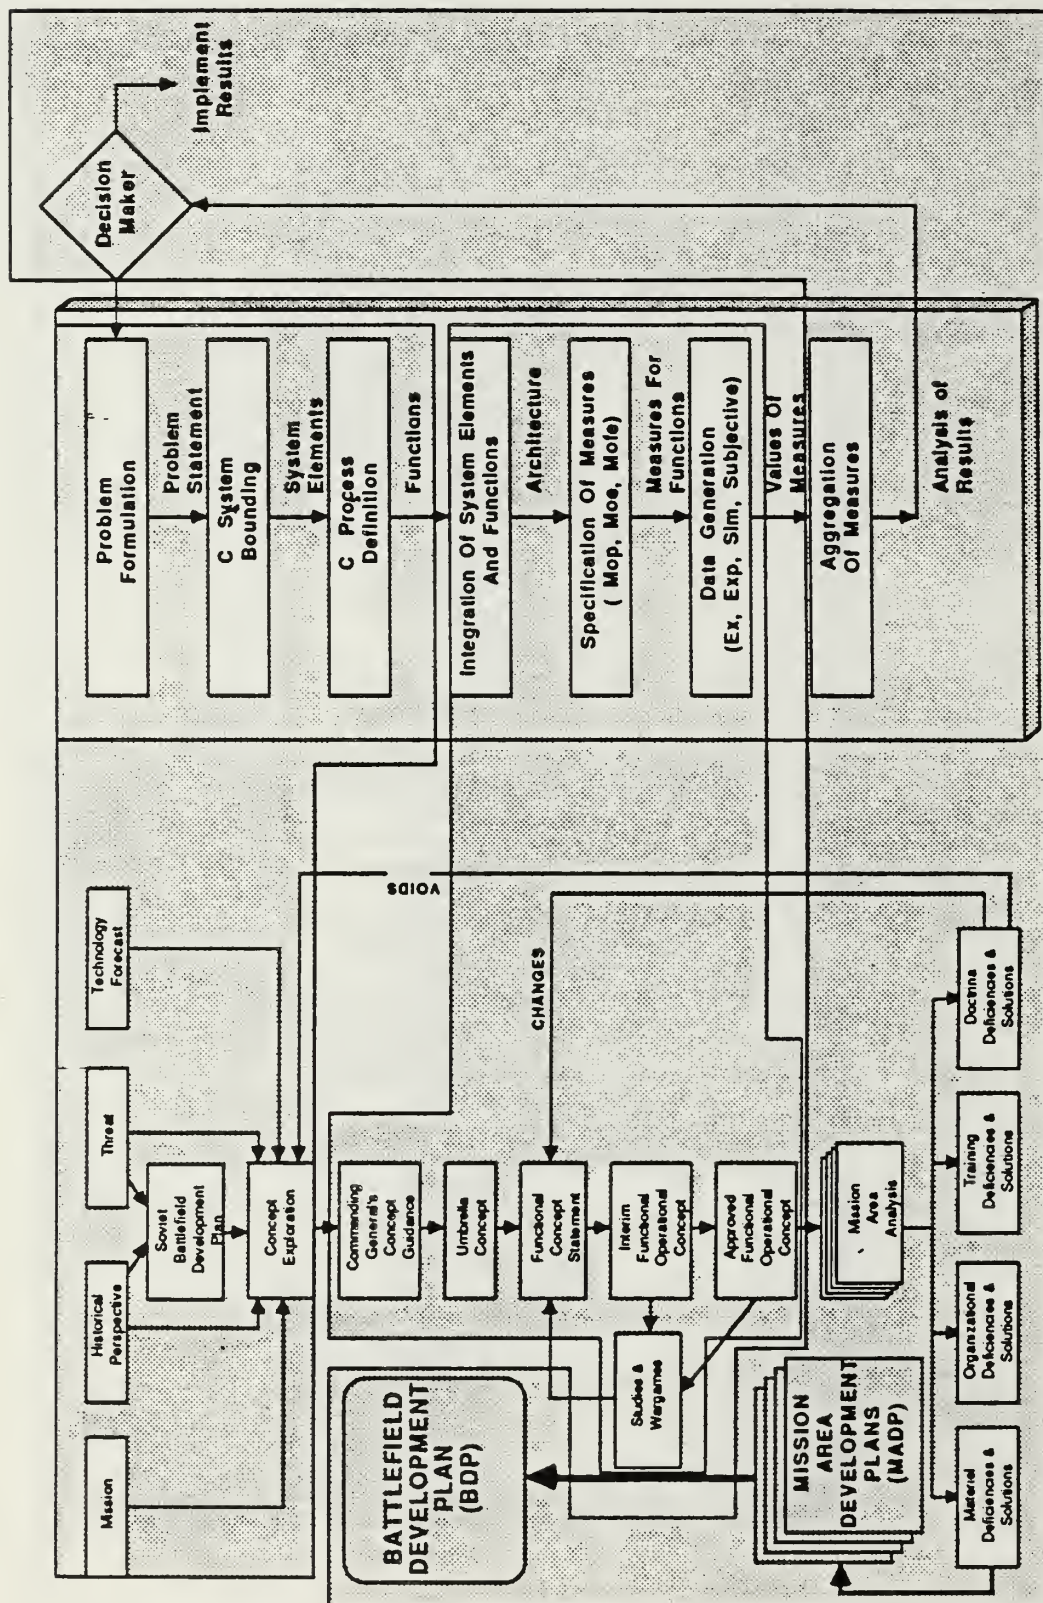 Mission
Historical
Perspective
Threat
Technology
Forecast
Soviet
Battlefield
Development
Plan
Concept
Exploration
Commanding
General's
Concept
Guidance
Umbrella
Concept
Functional
Concept
Statement
Interim
Functional
Operational
Concept
Approved
Functional
Operational
Concept
Studies &
Wargames
CHANGES
VOIDS
Mission
Area
Analysis
BATTLEFIELD
DEVELOPMENT
PLAN
(BDP)
MISSION
AREA
DEVELOPMENT
PLANS
(MADP)
Materiel
Deficiencies &
Solutions
Organizational
Deficiencies &
Solutions
Training
Deficiencies &
Solutions
Doctrine
Deficiencies &
Solutions
Problem
Formulation
Problem
Statement
C System
Bounding
System
Elements
C Process
Definition
Functions
Integration Of System Elements
And Functions
Architecture
Specification Of Measures
( Mop, Moe, Mofe)
Measures For
Functions
Data Generation
(Ex, Exp, Sim, Subjective)
Values Of
Measures
Aggregation
Of Measures
Analysis of
Results
Decision
Maker
Implement
Results